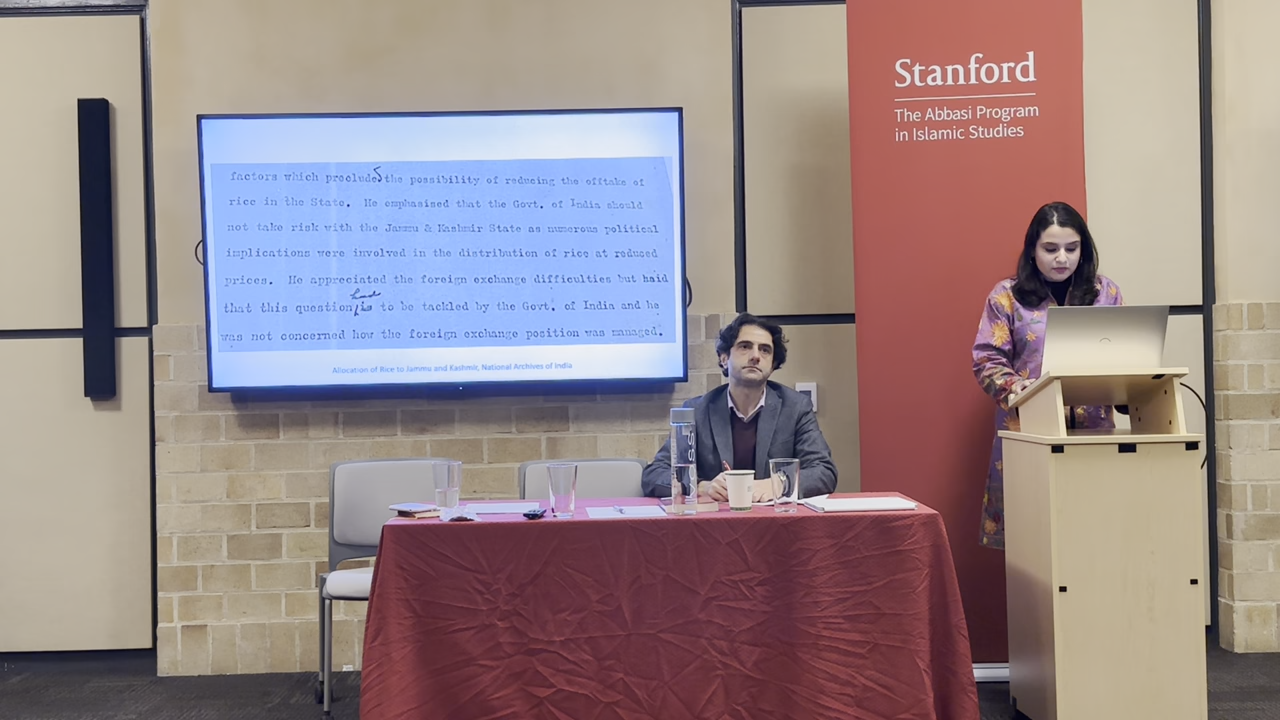 factors which precludes the possibility of reducing the offtake of
rice in the State. He emphasised that the Govt. of India should
not take risk with the Jammu & Kashmir State as numerous political
implications were involved in the distribution of rice at reduced
prices. He appreciated the foreign exchange difficulties but haid
had
that this question is to be tackled by the Govt. of India and he
was not concerned how the foreign exchange position was managed.
Allocation of Rice to Jammu and Kashmir, National Archives of India
Stanford
The Abbasi Program
in Islamic Studies